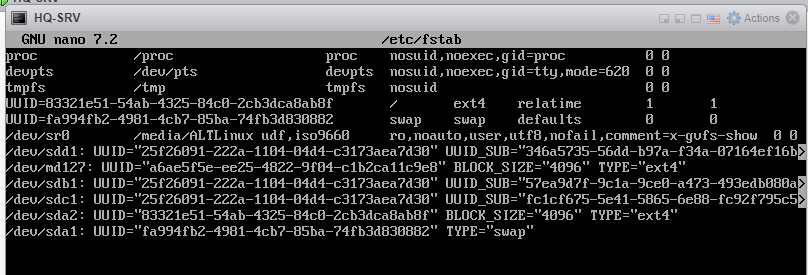 HQ-SRV
HQ-SRV Actions
GNU nano 7.2 /etc/fstab
proc /proc proc nosuid,noexec,gid=proc 0 0
devpts /dev/pts devpts nosuid,noexec,gid=tty,mode=620 0 0
tmpfs /tmp tmpfs nosuid 0 0
UUID=83321e51-54ab-4325-84c0-2cb3dca8ab8f / ext4 relatime 1 1
UUID=fa994fb2-4981-4cb7-85ba-74fb3d830882 swap swap defaults 0 0
/dev/sr0 /media/ALTLinux udf,iso9660 ro,noauto,user,utf8,nofail,comment=x-gvfs-show 0 0
/dev/sdd1: UUID="25f26091-222a-1104-04d4-c3173aea7d30" UUID_SUB="346a5735-56dd-b97a-f34a-07164ef16b>
/dev/md127: UUID="a6ae5f5e-ee25-4822-9f04-c1b2ca11c9e8" BLOCK_SIZE="4096" TYPE="ext4"
/dev/sdb1: UUID="25f26091-222a-1104-04d4-c3173aea7d30" UUID_SUB="57ea9d7f-9c1a-9ce0-a473-493edb080a>
/dev/sdc1: UUID="25f26091-222a-1104-04d4-c3173aea7d30" UUID_SUB="fc1cf675-5e41-5865-6e88-fc92f795c5>
/dev/sda2: UUID="83321e51-54ab-4325-84c0-2cb3dca8ab8f" BLOCK_SIZE="4096" TYPE="ext4"
/dev/sda1: UUID="fa994fb2-4981-4cb7-85ba-74fb3d830882" TYPE="swap"